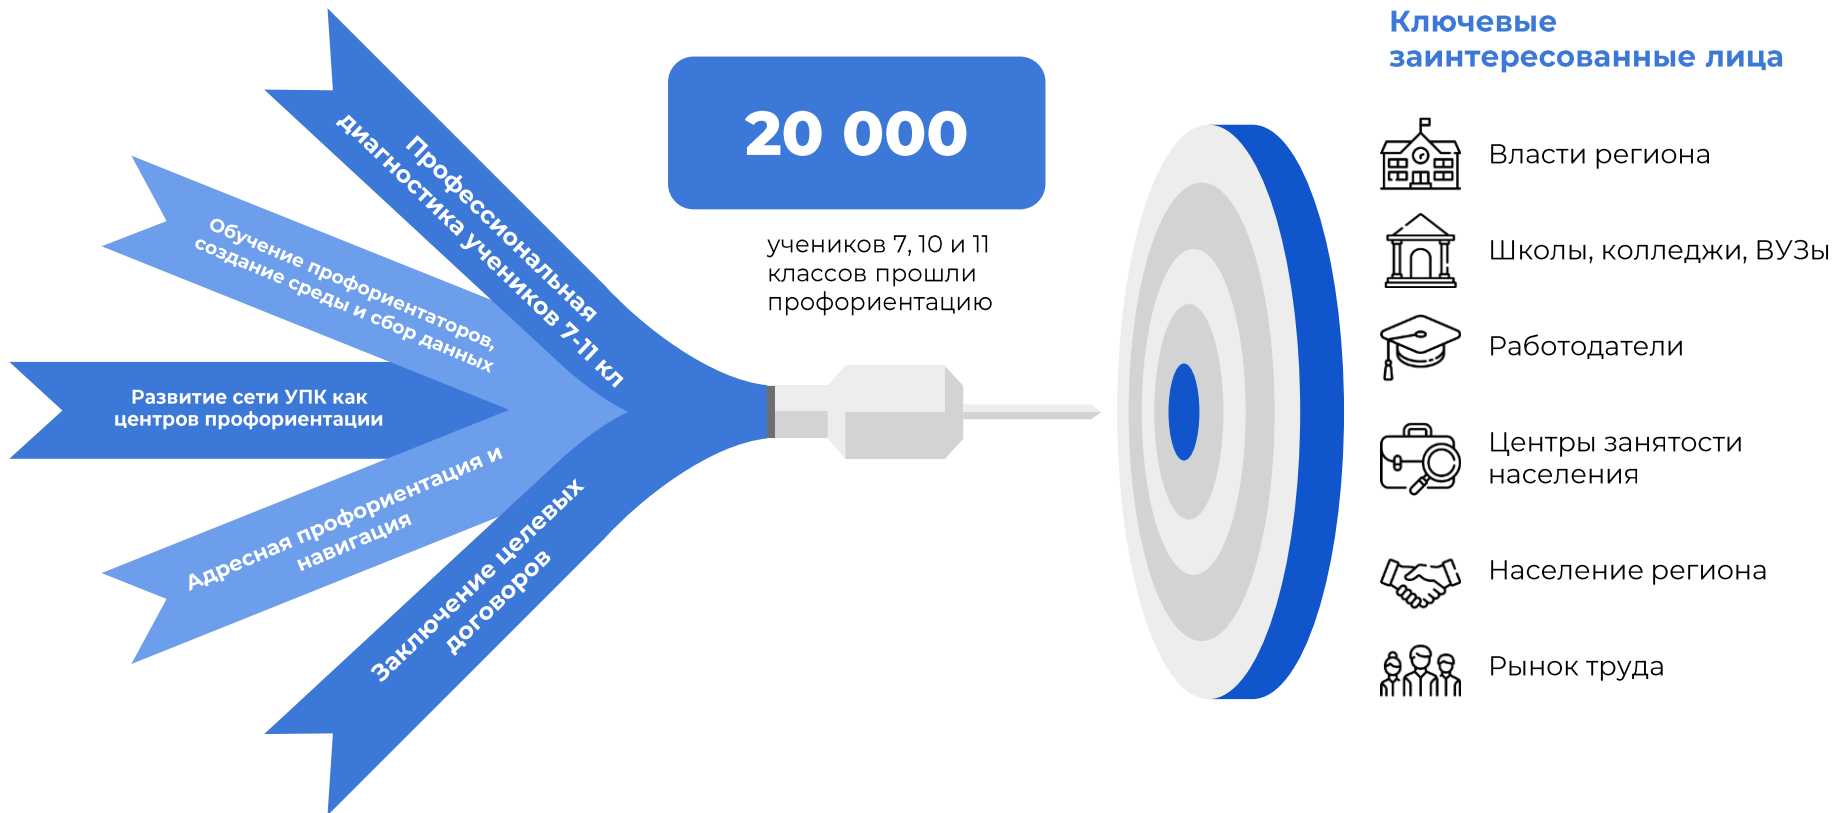 Профессиональная
диагностика учеников 7-11 кл
Обучение профориентаторов,
создание среды и сбор данных
Развитие сети УПК как
центров профориентации
Адресная профориентация и
навигация
Заключение целевых
договоров
20 000
учеников 7, 10 и 11
классов прошли
профориентацию
Ключевые
заинтересованные лица
Власти региона
Школы, колледжи, ВУЗы
Работодатели
Центры занятости
населения
Население региона
Рынок труда